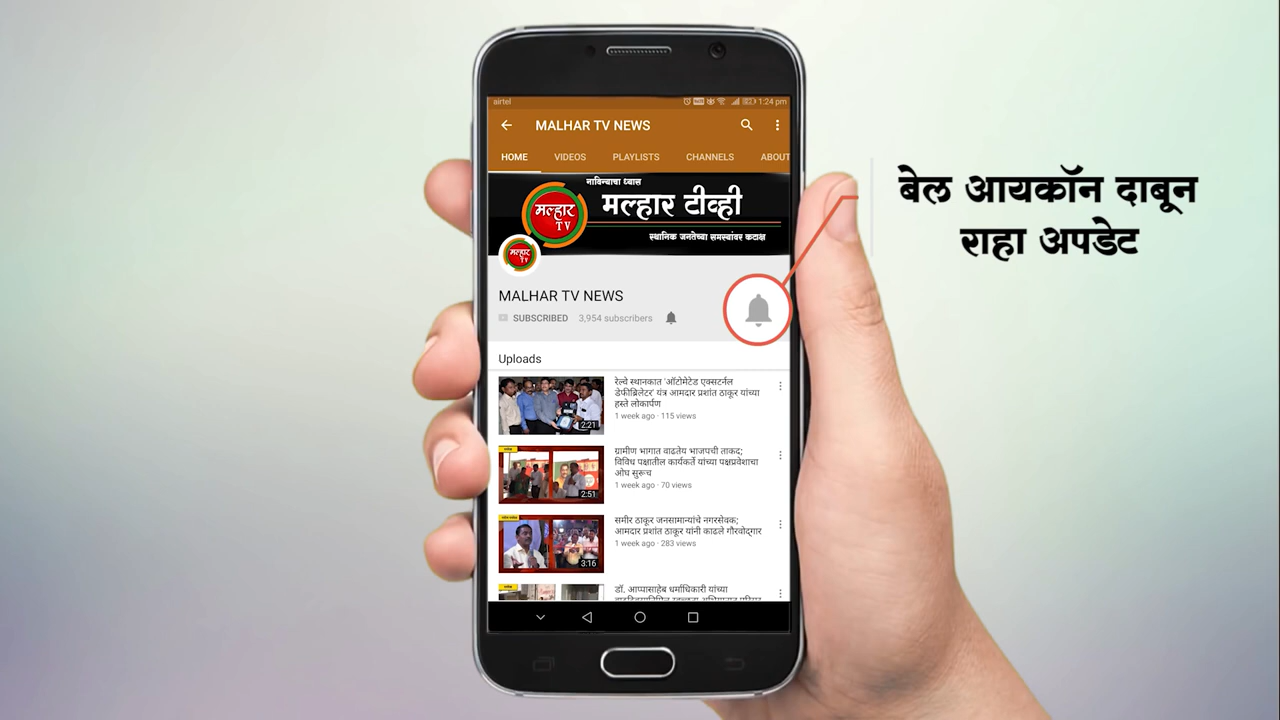 airtel 1:24 pm
MALHAR TV NEWS
HOME VIDEOS PLAYLISTS CHANNELS ABOUT
नाविन्याचा ध्यास
मल्हार टीव्ही
मल्हार
TV
स्थानिक जनतेच्या समस्यांवर कटाक्ष
मल्हार
TV
MALHAR TV NEWS
SUBSCRIBED 3,954 subscribers
बेल आयकॉन दाबून
राहा अपडेट
Uploads
रेल्वे स्थानकात 'ऑटोमेटेड एक्सटर्नल
डेफीब्रिलेटर' यंत्र आमदार प्रशांत ठाकूर यांच्या
हस्ते लोकार्पण
1 week ago · 115 views
2:21
ग्रामीण भागात वाढतेय भाजपची ताकद;
विविध पक्षातील कार्यकर्ते यांच्या पक्षप्रवेशाचा
ओघ सुरूच
1 week ago · 70 views
2:51
समीर ठाकूर जनसामान्यांचे नगरसेवक;
आमदार प्रशांत ठाकूर यांनी काढले गौरवोद्गार
1 week ago · 283 views
3:16
डॉ. आप्पासाहेब धर्माधिकारी यांच्या